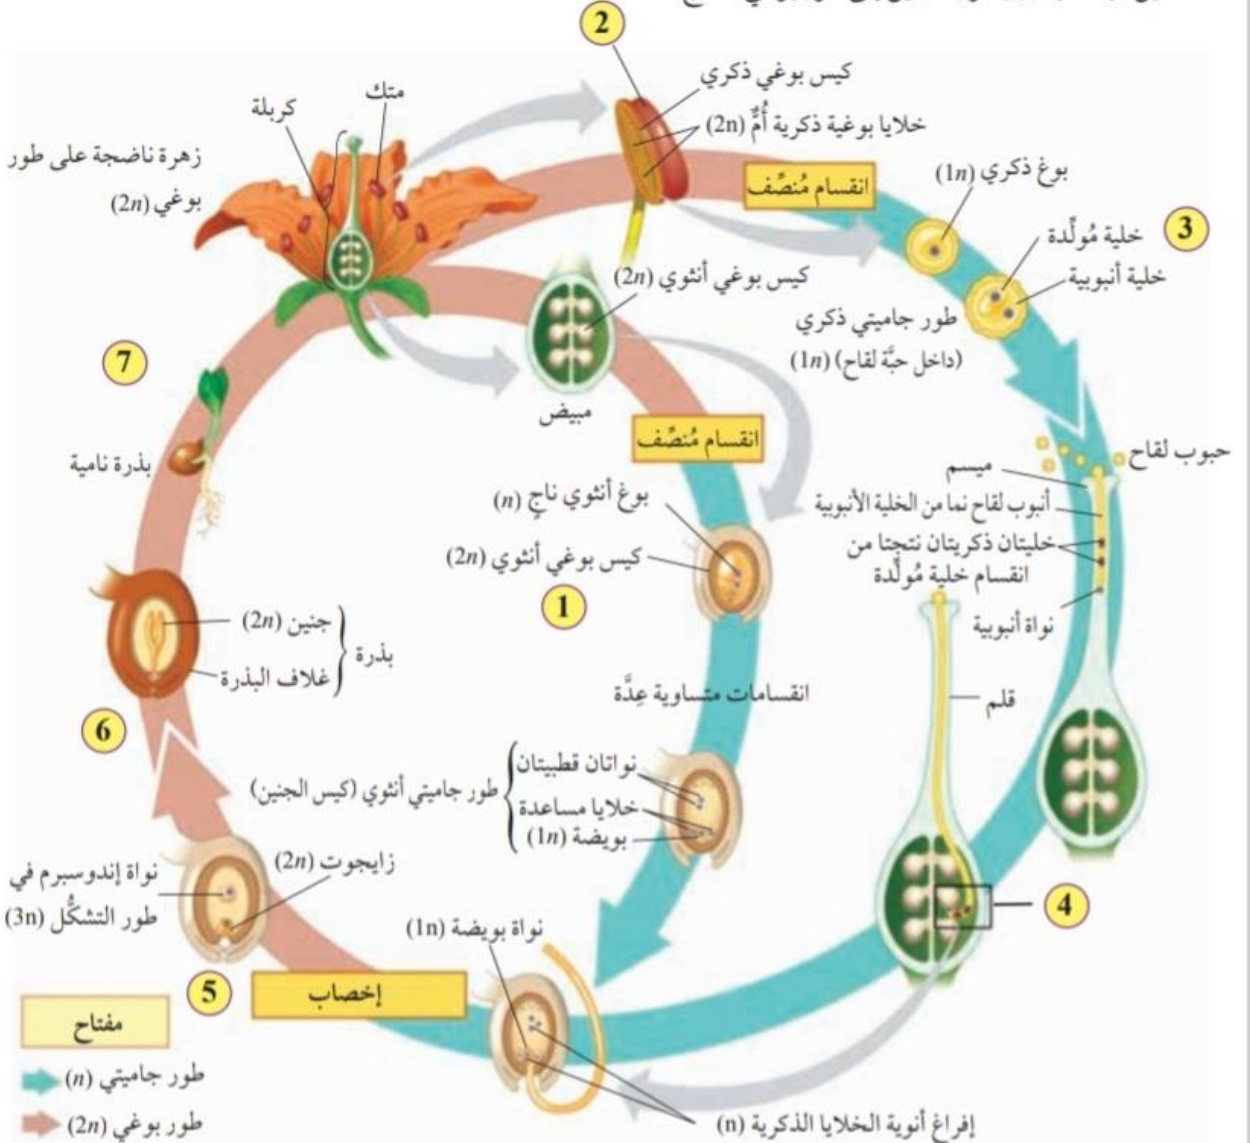 2
كيس بوغي ذكري
خلايا بوغية ذكرية أُمٌّ (2n)
متك
كربلة
زهرة ناضجة على طور
بوغي (2n)
انقسام مُنصِّف
بوغ ذكري (1n)
3
خلية مُولِّدة
خلية أنبوبية
طور جاميتي ذكري
(داخل حبَّة لقاح) (1n)
كيس بوغي أنثوي (2n)
مبيض
انقسام مُنصِّف
7
بذرة نامية
حبوب لقاح
ميسم
أنبوب لقاح نما من الخلية الأنبوبية
خليتان ذكريتان نتجتا من
انقسام خلية مُولِّدة
نواة أنبوبية
قلم
بوغ أنثوي ناجٍ (n)
كيس بوغي أنثوي (2n)
1
انقسامات متساوية عِدَّة
جنين (2n)
غلاف البذرة
بذرة
6
نواتان قطبيتان
خلايا مساعدة
بويضة (1n)
طور جاميتي أنثوي (كيس الجنين)
زايجوت (2n)
نواة إندوسبرم في
طور التشكُّل (3n)
4
نواة بويضة (1n)
5
إخصاب
إفراغ أنوية الخلايا الذكرية (n)
مفتاح
طور جاميتي (n)
طور بوغي (2n)